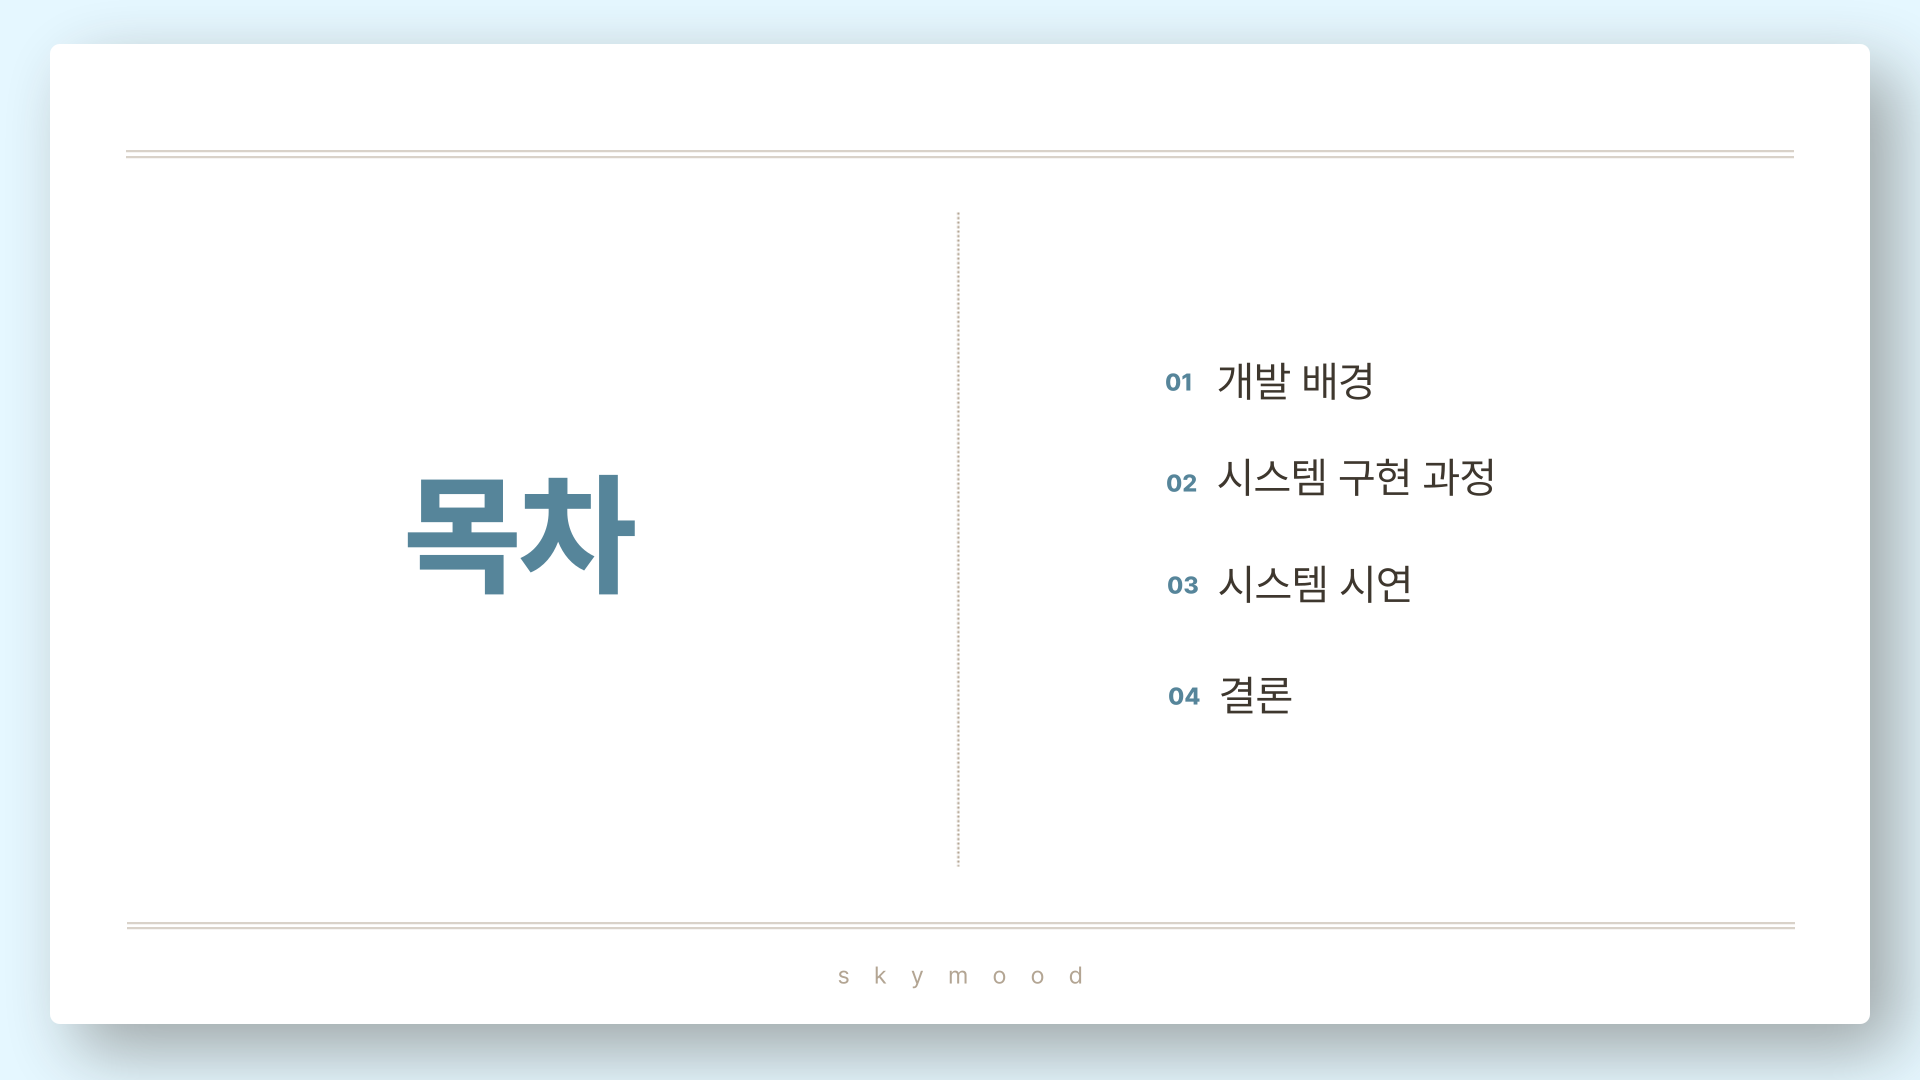 목차
01 개발 배경
02 시스템 구현 과정
03 시스템 시연
04 결론
skymood